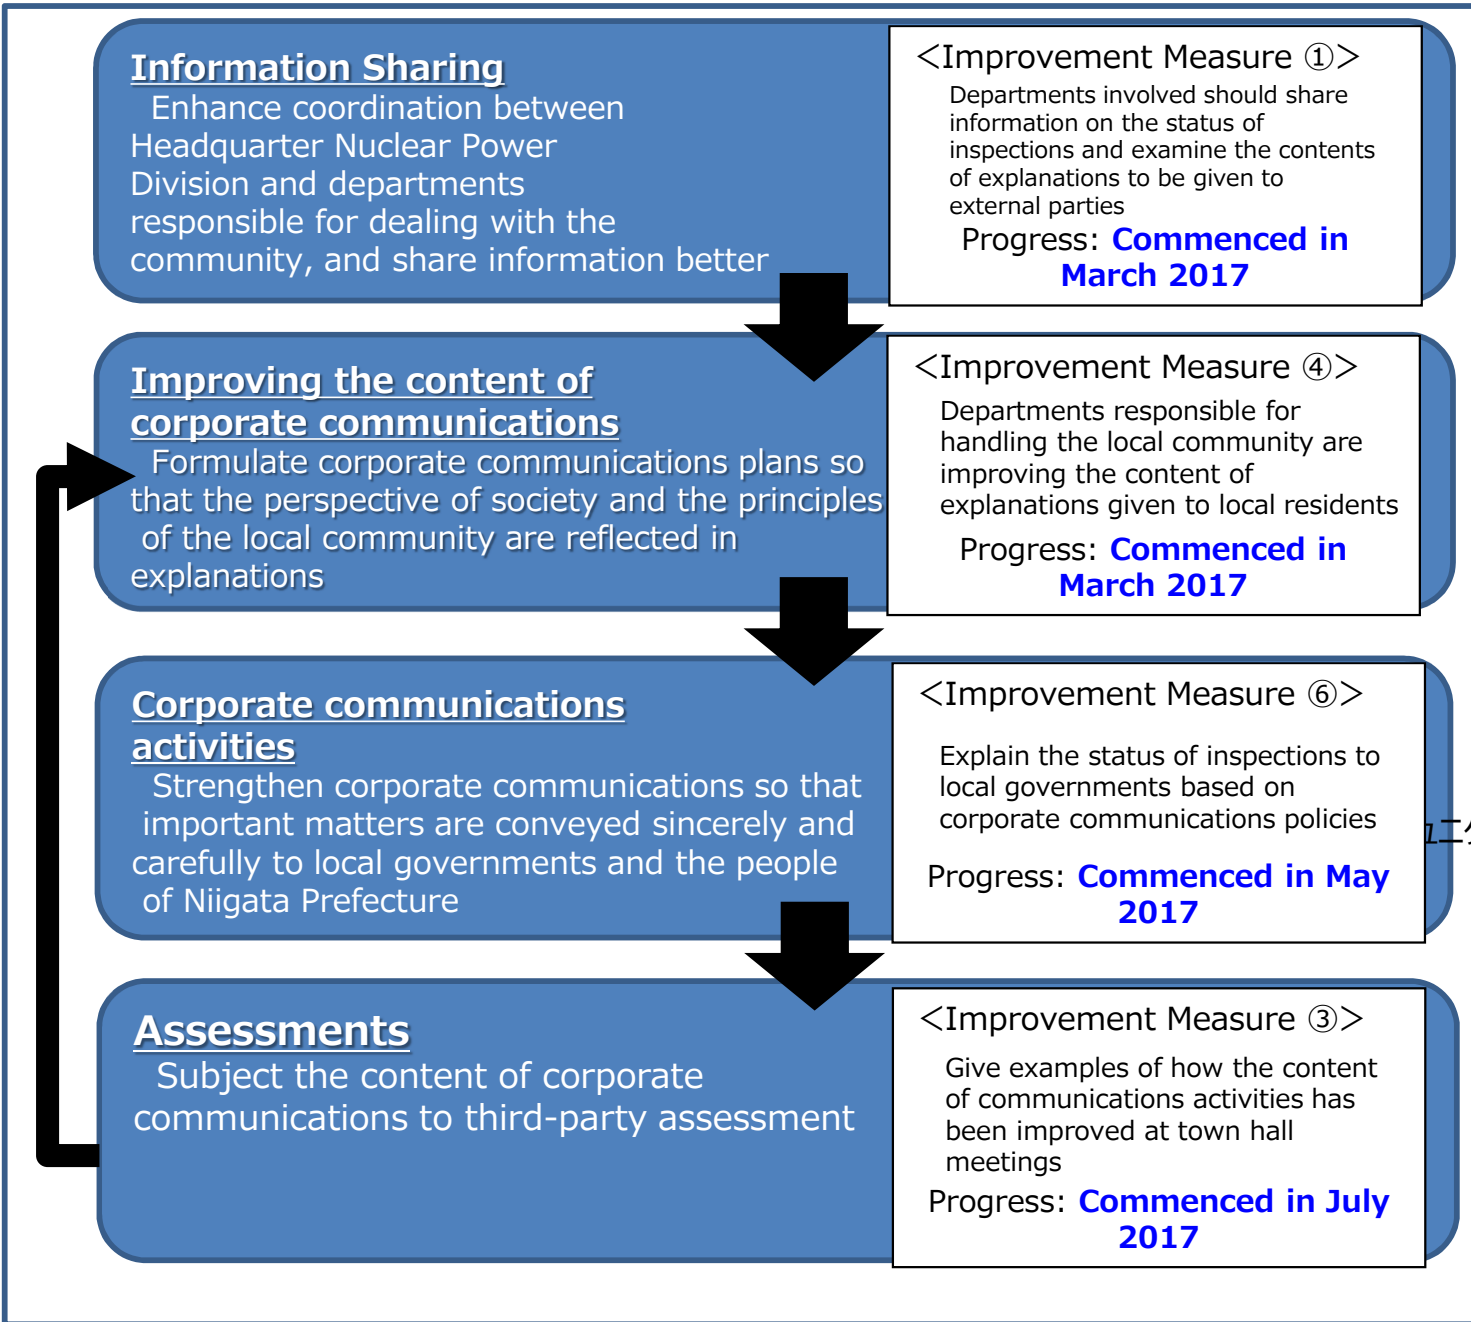 Information Sharing
Enhance coordination between
Headquarter Nuclear Power
Division and departments
responsible for dealing with the
community, and share information better
<Improvement Measure ①>
Departments involved should share
information on the status of
inspections and examine the contents
of explanations to be given to
external parties
Progress: Commenced in
March 2017
Improving the content of
corporate communications
Formulate corporate communications plans so
that the perspective of society and the principles
of the local community are reflected in
explanations
<Improvement Measure ④>
Departments responsible for
handling the local community are
improving the content of
explanations given to local residents
Progress: Commenced in
March 2017
Corporate communications
activities
Strengthen corporate communications so that
important matters are conveyed sincerely and
carefully to local governments and the people
of Niigata Prefecture
<Improvement Measure ⑥>
Explain the status of inspections to
local governments based on
corporate communications policies
Progress: Commenced in May
2017
Assessments
Subject the content of corporate
communications to third-party assessment
<Improvement Measure ③>
Give examples of how the content
of communications activities has
been improved at town hall
meetings
Progress: Commenced in July
2017